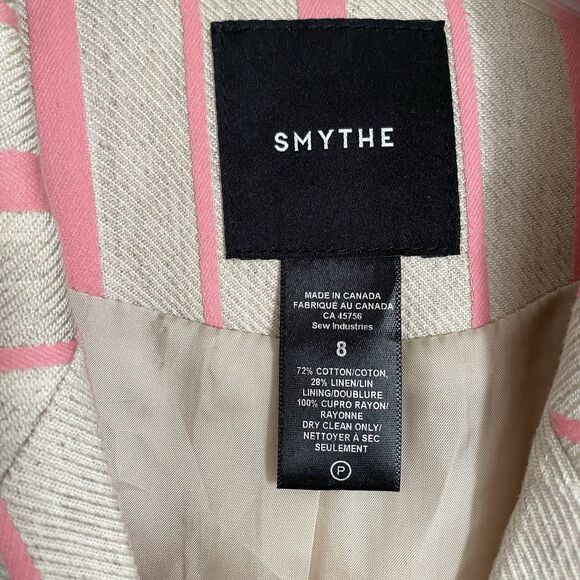 SMYTHE
MADE IN CANADA
FABRIQUÉ AU CANADA
CA 45756
Sew Industries
8
72% COTTON/COTON,
28% LINEN/LIN
LINING/DOUBLURE
100% CUPRO RAYON/
RAYONNE
DRY CLEAN ONLY/
NETTOYER À SEC
SEULEMENT
P